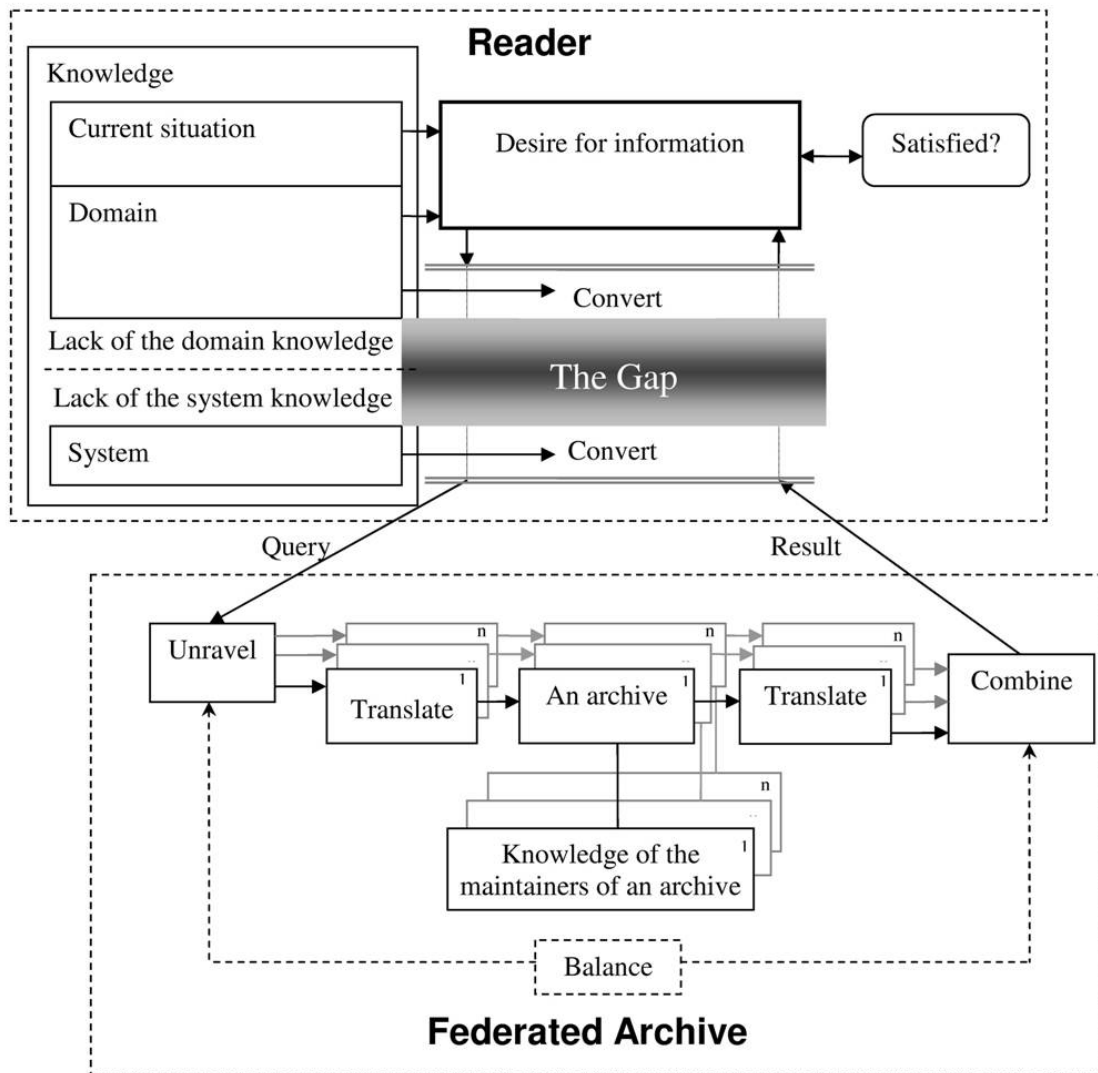 Reader
Knowledge
Current situation
Desire for information
Satisfied?
Domain
Convert
Lack of the domain knowledge
The Gap
Lack of the system knowledge
System
Convert
Query
Result
n
n
n
..
..
..
Unravel
1
Translate
1
An archive
1
Translate
Combine
n
..
1
Knowledge of the
maintainers of an archive
Balance
Federated Archive